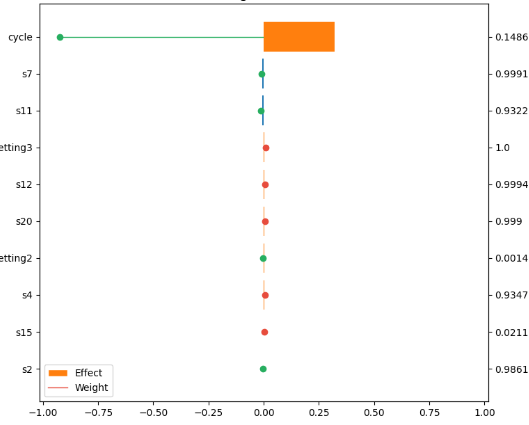 cycle 0.1486
s7 0.9991
s11 0.9322
etting3 1.0
s12 0.9994
s20 0.999
etting2 0.0014
s4 0.9347
s15 0.0211
s2 0.9861
Effect
Weight
−1.00 −0.75 −0.50 −0.25 0.00 0.25 0.50 0.75 1.00